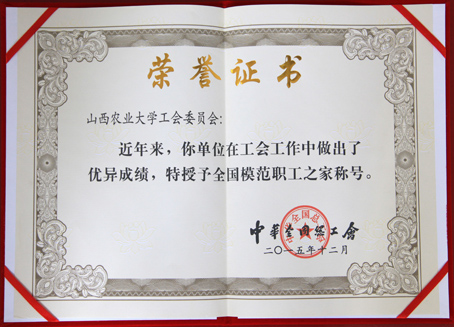 荣誉证书
山西农业大学工会委员会：
近年来，你单位在工会工作中做出了
优异成绩，特授予全国模范职工之家称号。
中华全国总工会
二〇一五年十二月